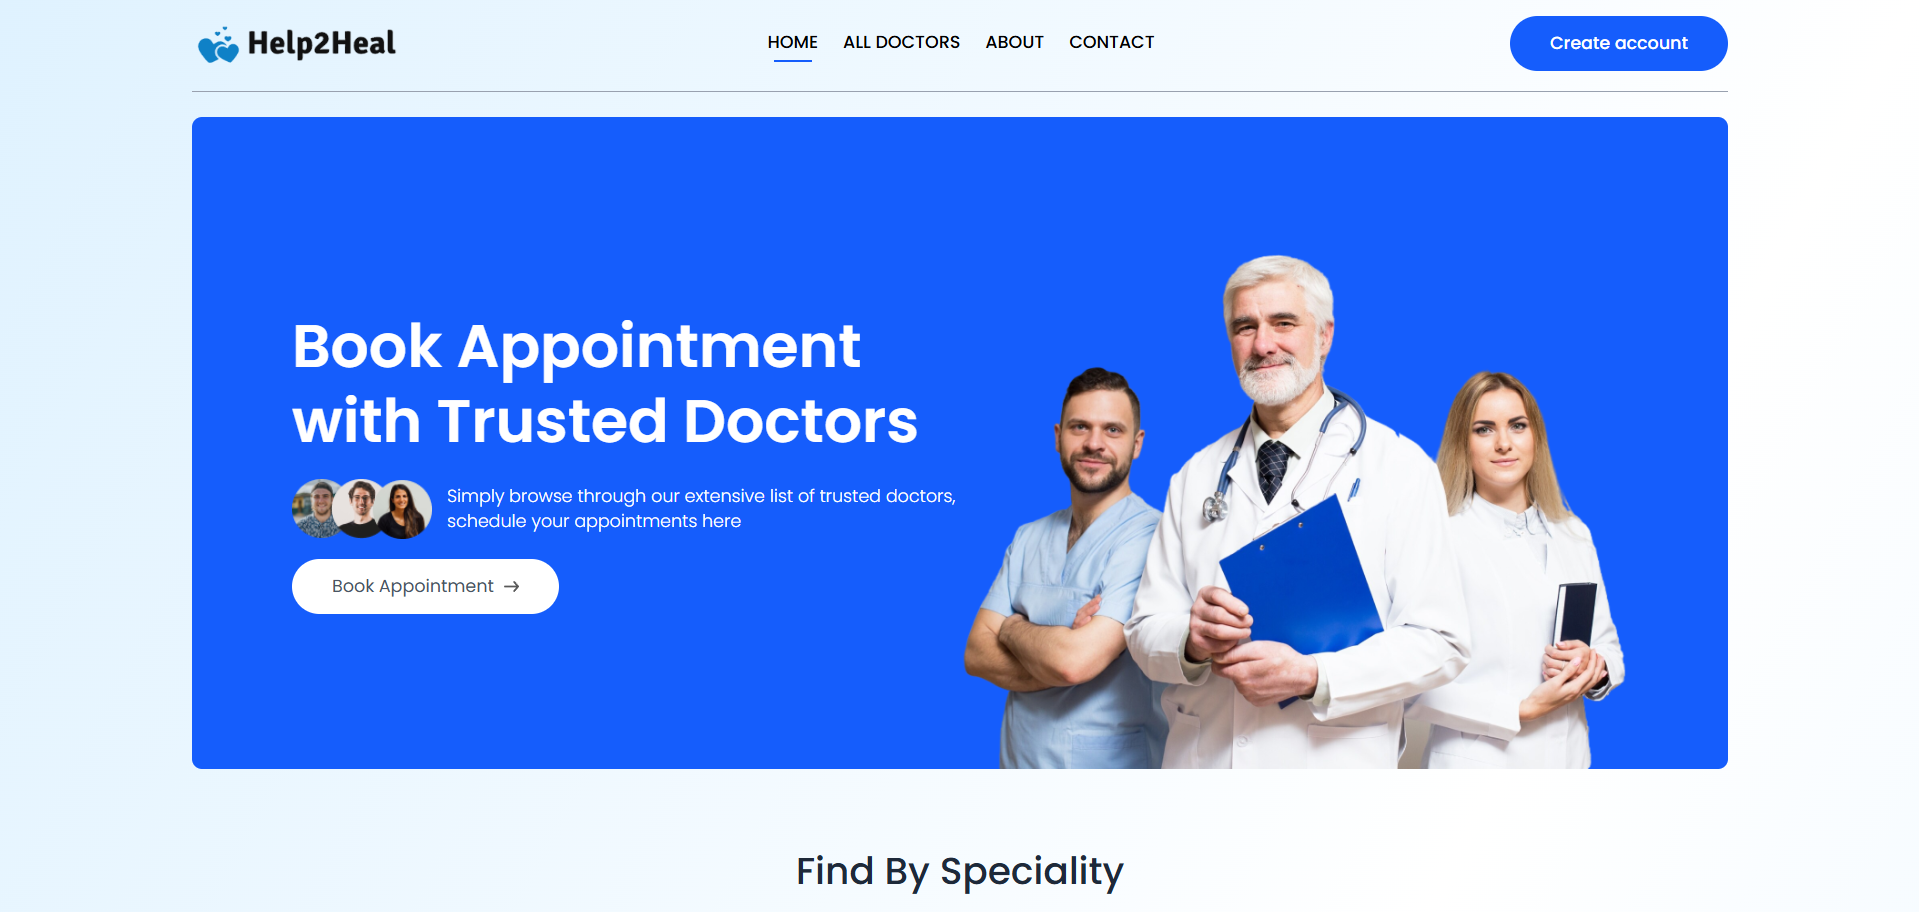 Help2Heal
HOME
ALL DOCTORS
ABOUT
CONTACT
Create account
Book Appointment
with Trusted Doctors
Simply browse through our extensive list of trusted doctors,
schedule your appointments here
Book Appointment →
Find By Speciality